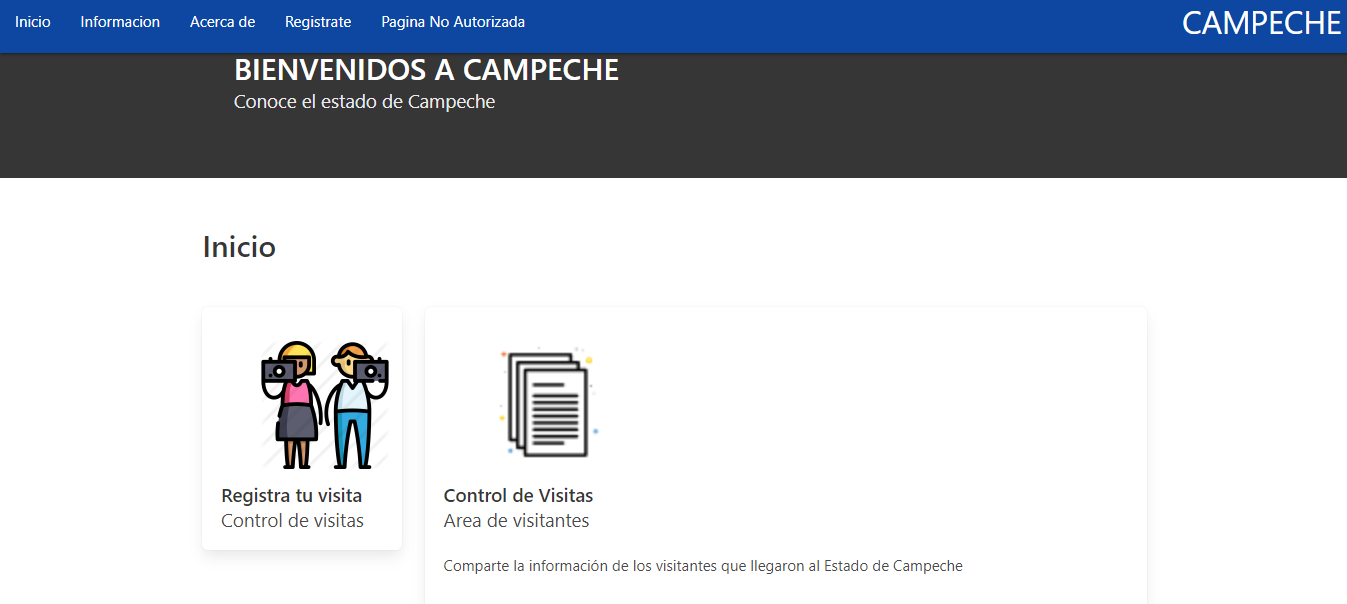 Inicio Informacion Acerca de Registrate Pagina No Autorizada CAMPECHE
BIENVENIDOS A CAMPECHE
Conoce el estado de Campeche
Inicio
Registra tu visita
Control de visitas
Control de Visitas
Area de visitantes
Comparte la información de los visitantes que llegaron al Estado de Campeche